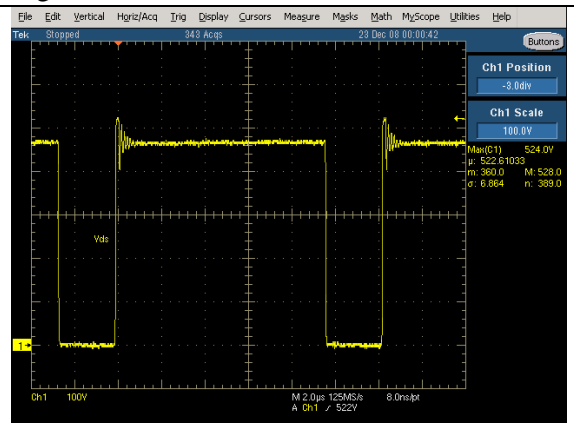 File Edit Vertical Horiz/Acq Trig Display Cursors Measure Masks Math MyScope Utilities Help
Tek Stopped 343 Acqs 23 Dec 08 00:00:42
Buttons
Ch1 Position
-3.0div
Ch1 Scale
100.0V
Max(C1) 524.0V
µ: 522.61033
m: 360.0 M: 528.0
σ: 6.864 n: 389.0
Vds
1
Ch1 100V M 2.0µs 125MS/s 8.0ns/pt
A Ch1 ∕ 522V